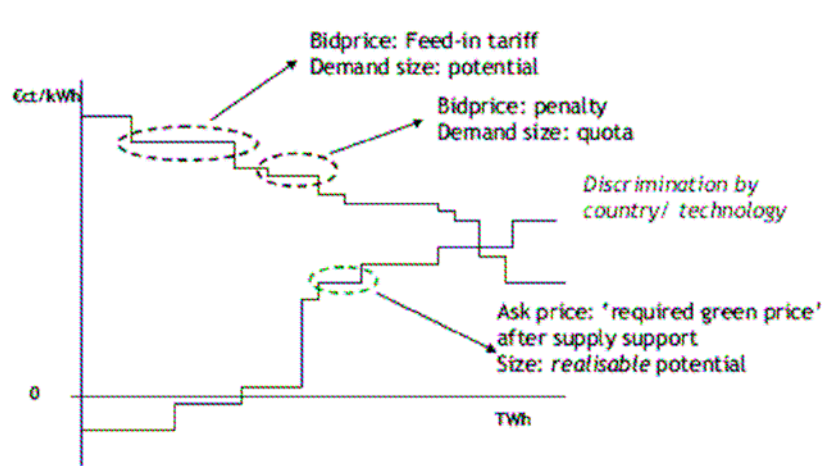 Bidprice: Feed-in tariff
Demand size: potential
€ct/kWh
Bidprice: penalty
Demand size: quota
Discrimination by
country/ technology
Ask price: ‘required green price’
after supply support
Size: realisable potential
0
TWh